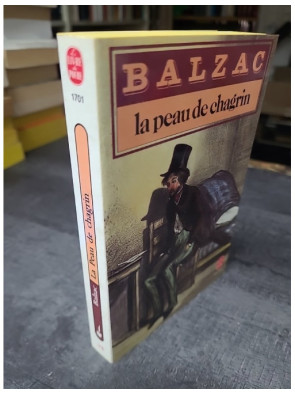 BALZAC
la peau de chagrin
1701
Balzac La Peau de chagrin